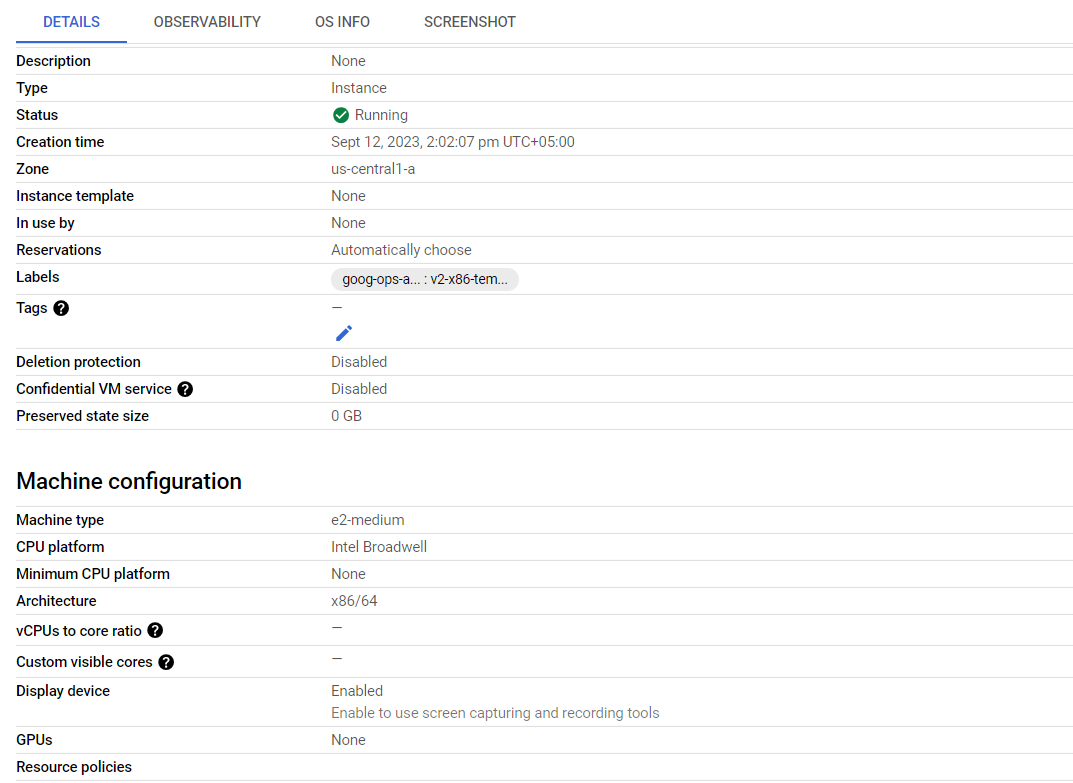 DETAILS OBSERVABILITY OS INFO SCREENSHOT
Description None
Type Instance
Status Running
Creation time Sept 12, 2023, 2:02:07 pm UTC+05:00
Zone us-central1-a
Instance template None
In use by None
Reservations Automatically choose
Labels goog-ops-a... : v2-x86-tem...
Tags ? —
Deletion protection Disabled
Confidential VM service ? Disabled
Preserved state size 0 GB
Machine configuration
Machine type e2-medium
CPU platform Intel Broadwell
Minimum CPU platform None
Architecture x86/64
vCPUs to core ratio ? —
Custom visible cores ? —
Display device Enabled
Enable to use screen capturing and recording tools
GPUs None
Resource policies